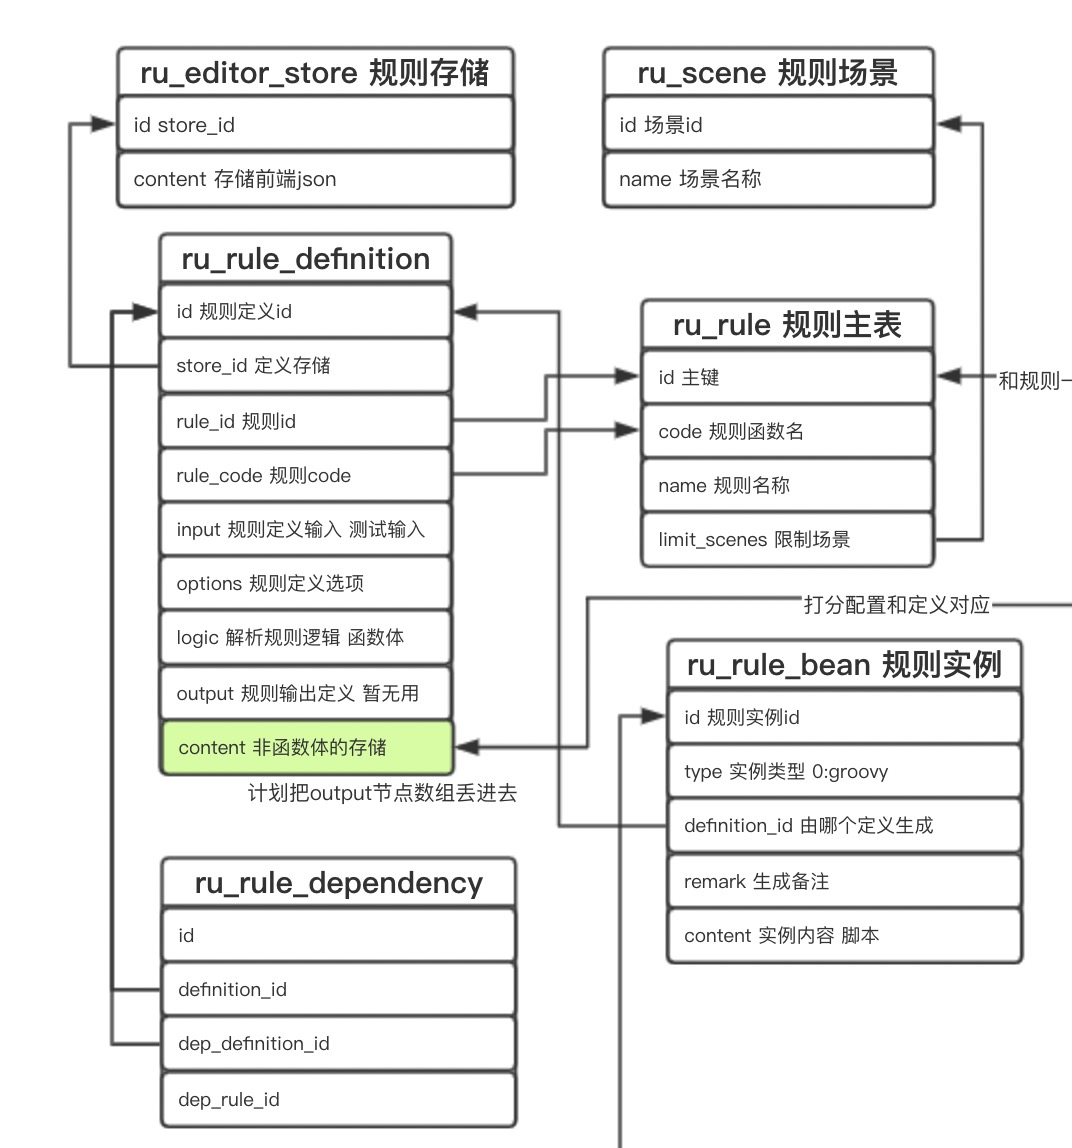 ru_editor_store 规则存储
id store_id
content 存储前端json
ru_scene 规则场景
id 场景id
name 场景名称
ru_rule_definition
id 规则定义id
store_id 定义存储
rule_id 规则id
rule_code 规则code
input 规则定义输入 测试输入
options 规则定义选项
logic 解析规则逻辑 函数体
output 规则输出定义 暂无用
content 非函数体的存储
计划把output节点数组丢进去
ru_rule 规则主表
id 主键
code 规则函数名
name 规则名称
limit_scenes 限制场景
和规则一
打分配置和定义对应
ru_rule_bean 规则实例
id 规则实例id
type 实例类型 0:groovy
definition_id 由哪个定义生成
remark 生成备注
content 实例内容 脚本
ru_rule_dependency
id
definition_id
dep_definition_id
dep_rule_id